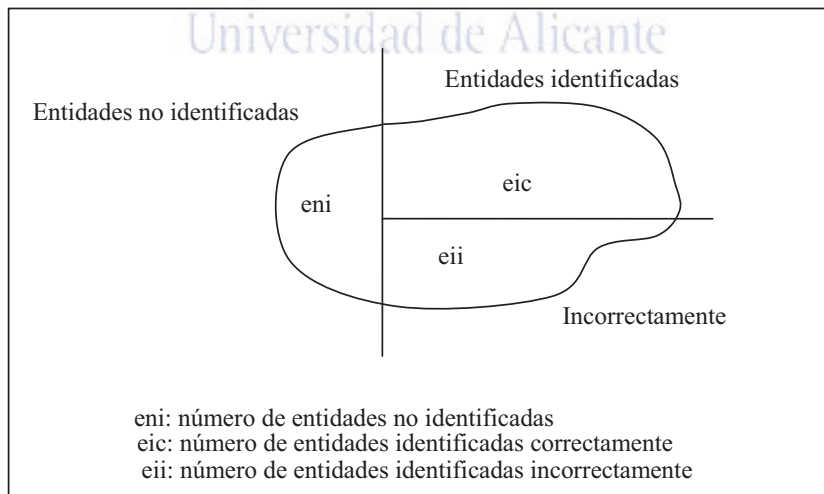 Universidad de Alicante
Entidades identificadas
Entidades no identificadas
eic
eni
eii
Incorrectamente
eni: número de entidades no identificadas
eic: número de entidades identificadas correctamente
eii: número de entidades identificadas incorrectamente